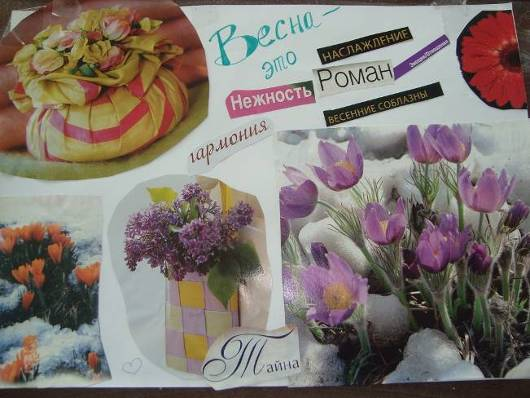 Весна-
это
НАСЛАЖДЕНИЕ
Нежность
Роман
ВЕСЕННИЕ СОБЛАЗНЫ
гармония
Тайна